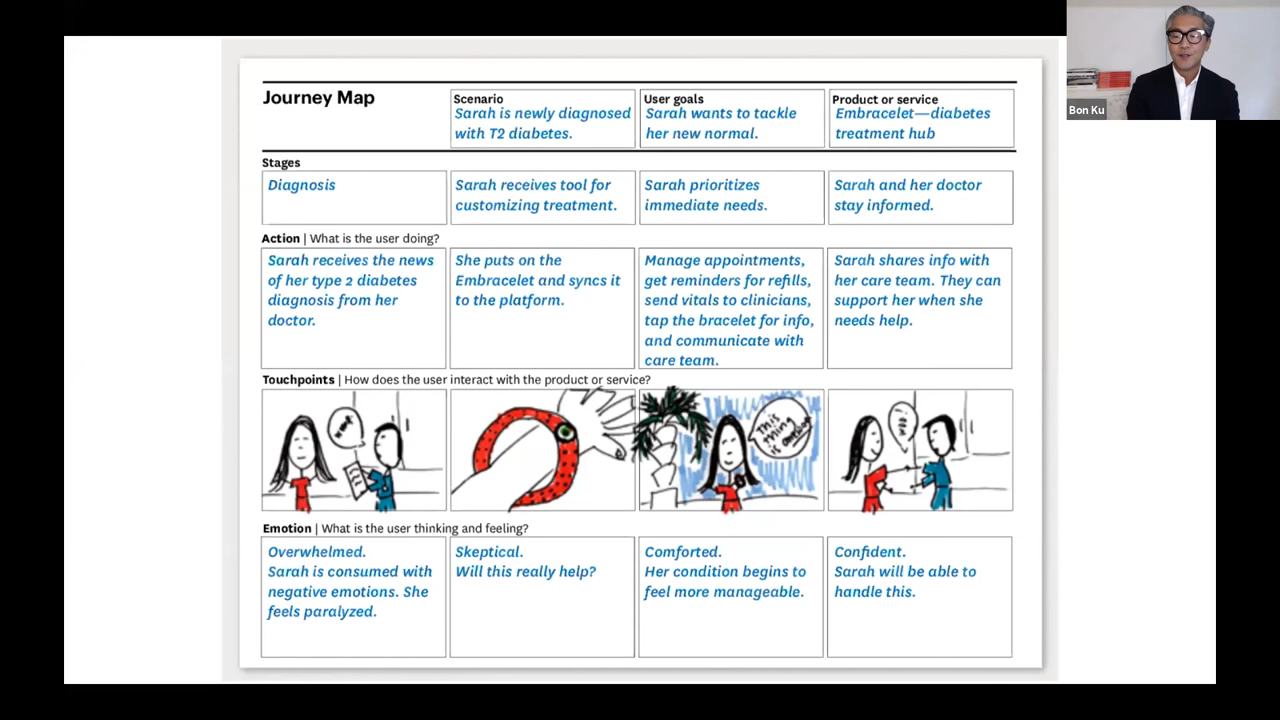 Bon Ku
Journey Map
Scenario
Sarah is newly diagnosed
with T2 diabetes.
User goals
Sarah wants to tackle
her new normal.
Product or service
Embracelet—diabetes
treatment hub
Stages
Diagnosis
Sarah receives tool for
customizing treatment.
Sarah prioritizes
immediate needs.
Sarah and her doctor
stay informed.
Action | What is the user doing?
Sarah receives the news
of her type 2 diabetes
diagnosis from her
doctor.
She puts on the
Embracelet and syncs it
to the platform.
Manage appointments,
get reminders for refills,
send vitals to clinicians,
tap the bracelet for info,
and communicate with
care team.
Sarah shares info with
her care team. They can
support her when she
needs help.
Touchpoints | How does the user interact with the product or service?
This
thing
is
Emotion | What is the user thinking and feeling?
Overwhelmed.
Sarah is consumed with
negative emotions. She
feels paralyzed.
Skeptical.
Will this really help?
Comforted.
Her condition begins to
feel more manageable.
Confident.
Sarah will be able to
handle this.